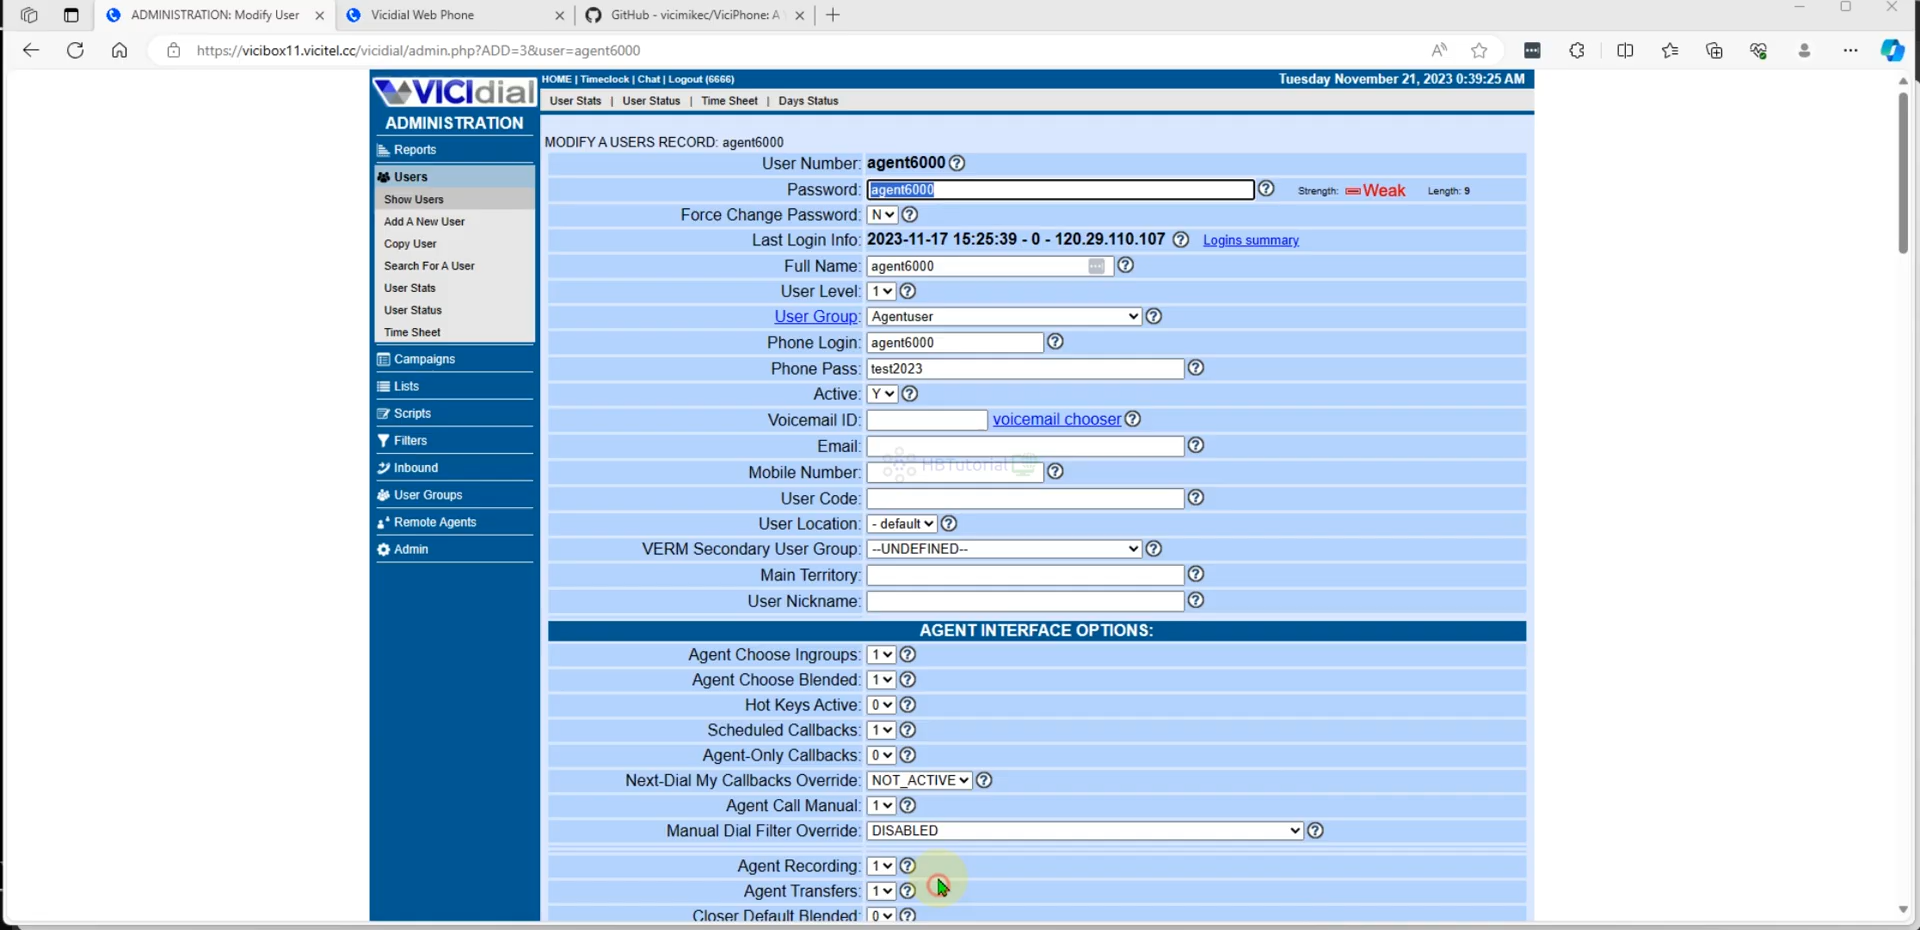 ADMINISTRATION: Modify User
Vicidial Web Phone
GitHub - vicimikec/ViciPhone: A
https://vicibox11.vicitel.cc/vicidial/admin.php?ADD=3&user=agent6000
VICIdial
HOME | Timeclock | Chat | Logout (6666)
Tuesday November 21, 2023 0:39:25 AM
User Stats | User Status | Time Sheet | Days Status
ADMINISTRATION
Reports
Users
Show Users
Add A New User
Copy User
Search For A User
User Stats
User Status
Time Sheet
Campaigns
Lists
Scripts
Filters
Inbound
User Groups
Remote Agents
Admin
MODIFY A USERS RECORD: agent6000
User Number: agent6000
Password: agent6000 Strength: Weak Length: 9
Force Change Password: N
Last Login Info: 2023-11-17 15:25:39 - 0 - 120.29.110.107 Logins summary
Full Name: agent6000
User Level: 1
User Group: Agentuser
Phone Login: agent6000
Phone Pass: test2023
Active: Y
Voicemail ID: voicemail chooser
Email:
HBTutorial
Mobile Number:
User Code:
User Location: - default
VERM Secondary User Group: --UNDEFINED--
Main Territory:
User Nickname:
AGENT INTERFACE OPTIONS:
Agent Choose Ingroups: 1
Agent Choose Blended: 1
Hot Keys Active: 0
Scheduled Callbacks: 1
Agent-Only Callbacks: 0
Next-Dial My Callbacks Override: NOT_ACTIVE
Agent Call Manual: 1
Manual Dial Filter Override: DISABLED
Agent Recording: 1
Agent Transfers: 1
Closer Default Blended: 0